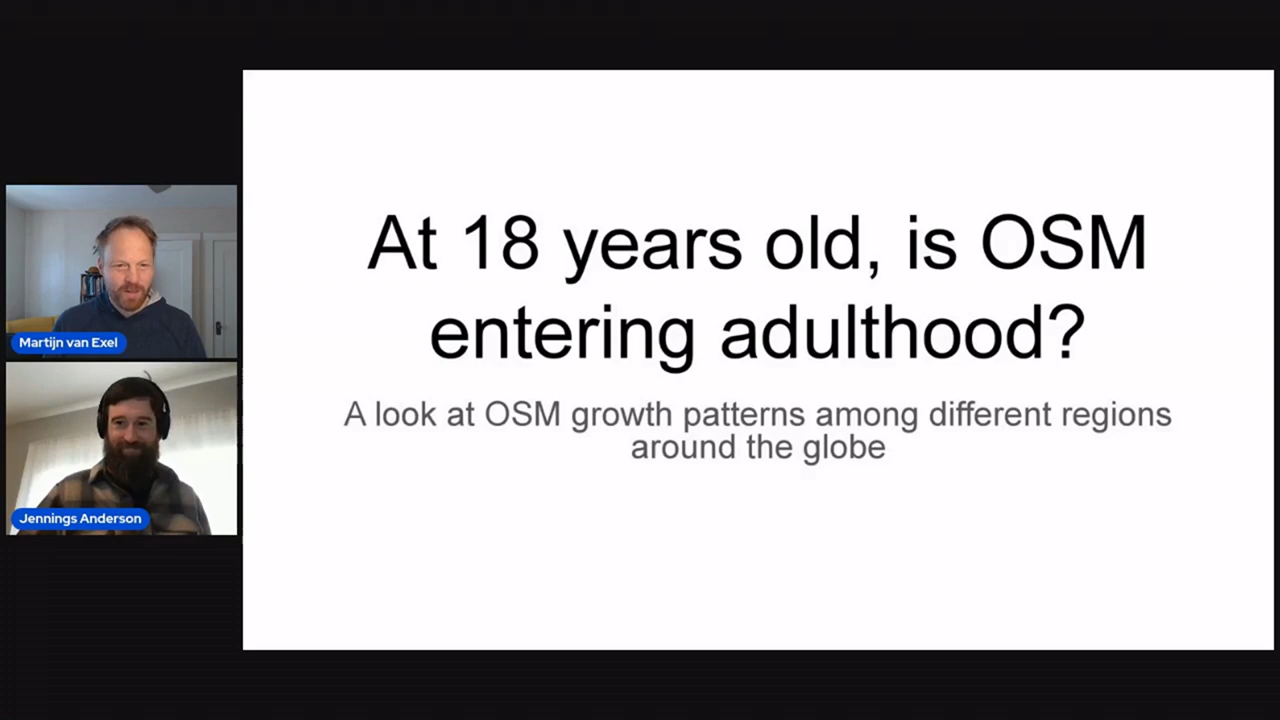 At 18 years old, is OSM
entering adulthood?
A look at OSM growth patterns among different regions
around the globe
Martijn van Exel
Jennings Anderson